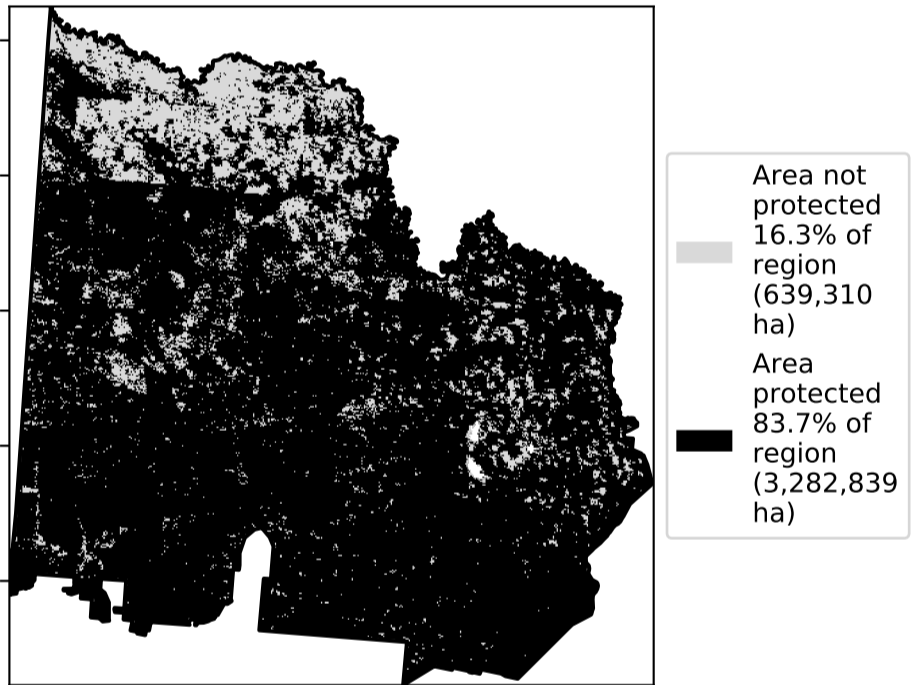 Area not
protected
16.3% of
region
(639,310
ha)
Area
protected
83.7% of
region
(3,282,839
ha)